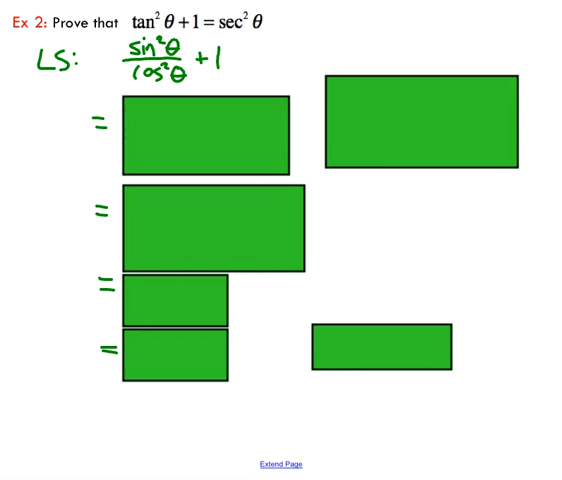 Ex 2: Prove that tan² θ + 1 = sec² θ
LS: sin²θ/cos²θ + 1
=
=
=
=
Extend Page